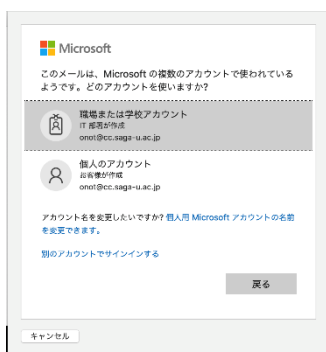 Microsoft
このメールは、Microsoft の複数のアカウントで使われている
ようです。どのアカウントを使いますか?
職場または学校アカウント
IT 部署が作成
onot@cc.saga-u.ac.jp
個人のアカウント
お客様が作成
onot@cc.saga-u.ac.jp
アカウント名を変更したいですか? 個人用 Microsoft アカウントの名前
を変更できます。
別のアカウントでサインインする
戻る
キャンセル